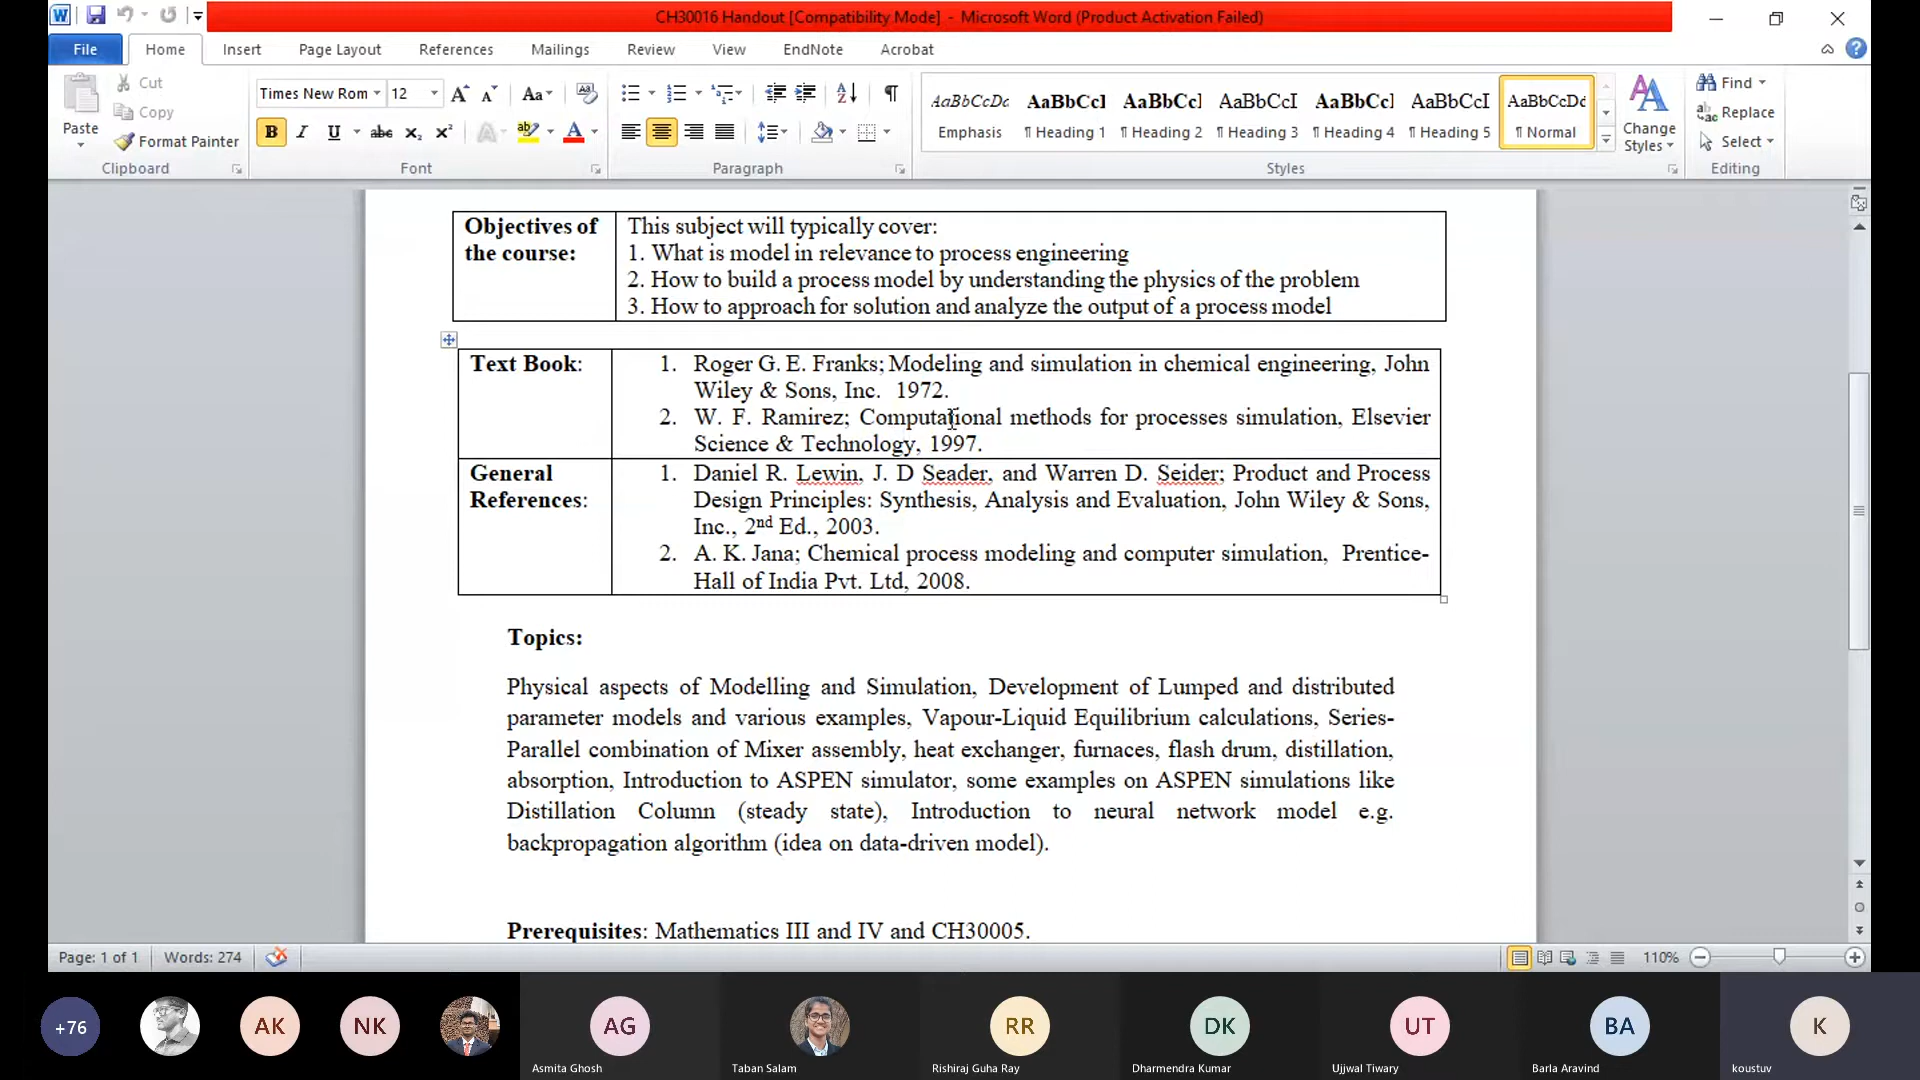 CH30016 Handout [Compatibility Mode] - Microsoft Word (Product Activation Failed)
File Home Insert Page Layout References Mailings Review View EndNote Acrobat
Paste
Cut
Copy
Format Painter
Clipboard
Times New Rom 12
Font
Paragraph
AaBbCcDc AaBbCcI AaBbCcI AaBbCcI AaBbCcI AaBbCcI AaBbCcDc
Emphasis ¶ Heading 1 ¶ Heading 2 ¶ Heading 3 ¶ Heading 4 ¶ Heading 5 ¶ Normal
Change
Styles
Styles
Find
Replace
Select
Editing
Objectives of
the course:
This subject will typically cover:
1. What is model in relevance to process engineering
2. How to build a process model by understanding the physics of the problem
3. How to approach for solution and analyze the output of a process model
Text Book:
1. Roger G. E. Franks; Modeling and simulation in chemical engineering, John
Wiley & Sons, Inc. 1972.
2. W. F. Ramirez; Computational methods for processes simulation, Elsevier
Science & Technology, 1997.
General
References:
1. Daniel R. Lewin, J. D Seader, and Warren D. Seider; Product and Process
Design Principles: Synthesis, Analysis and Evaluation, John Wiley & Sons,
Inc., 2nd Ed., 2003.
2. A. K. Jana; Chemical process modeling and computer simulation, Prentice-
Hall of India Pvt. Ltd, 2008.
Topics:
Physical aspects of Modelling and Simulation, Development of Lumped and distributed
parameter models and various examples, Vapour-Liquid Equilibrium calculations, Series-
Parallel combination of Mixer assembly, heat exchanger, furnaces, flash drum, distillation,
absorption, Introduction to ASPEN simulator, some examples on ASPEN simulations like
Distillation Column (steady state), Introduction to neural network model e.g.
backpropagation algorithm (idea on data-driven model).
Prerequisites: Mathematics III and IV and CH30005.
Page: 1 of 1 Words: 274 110%
+76 AK NK AG RR DK UT BA K
Asmita Ghosh Taban Salam Rishiraj Guha Ray Dharmendra Kumar Ujjwal Tiwary Barla Aravind koustuv